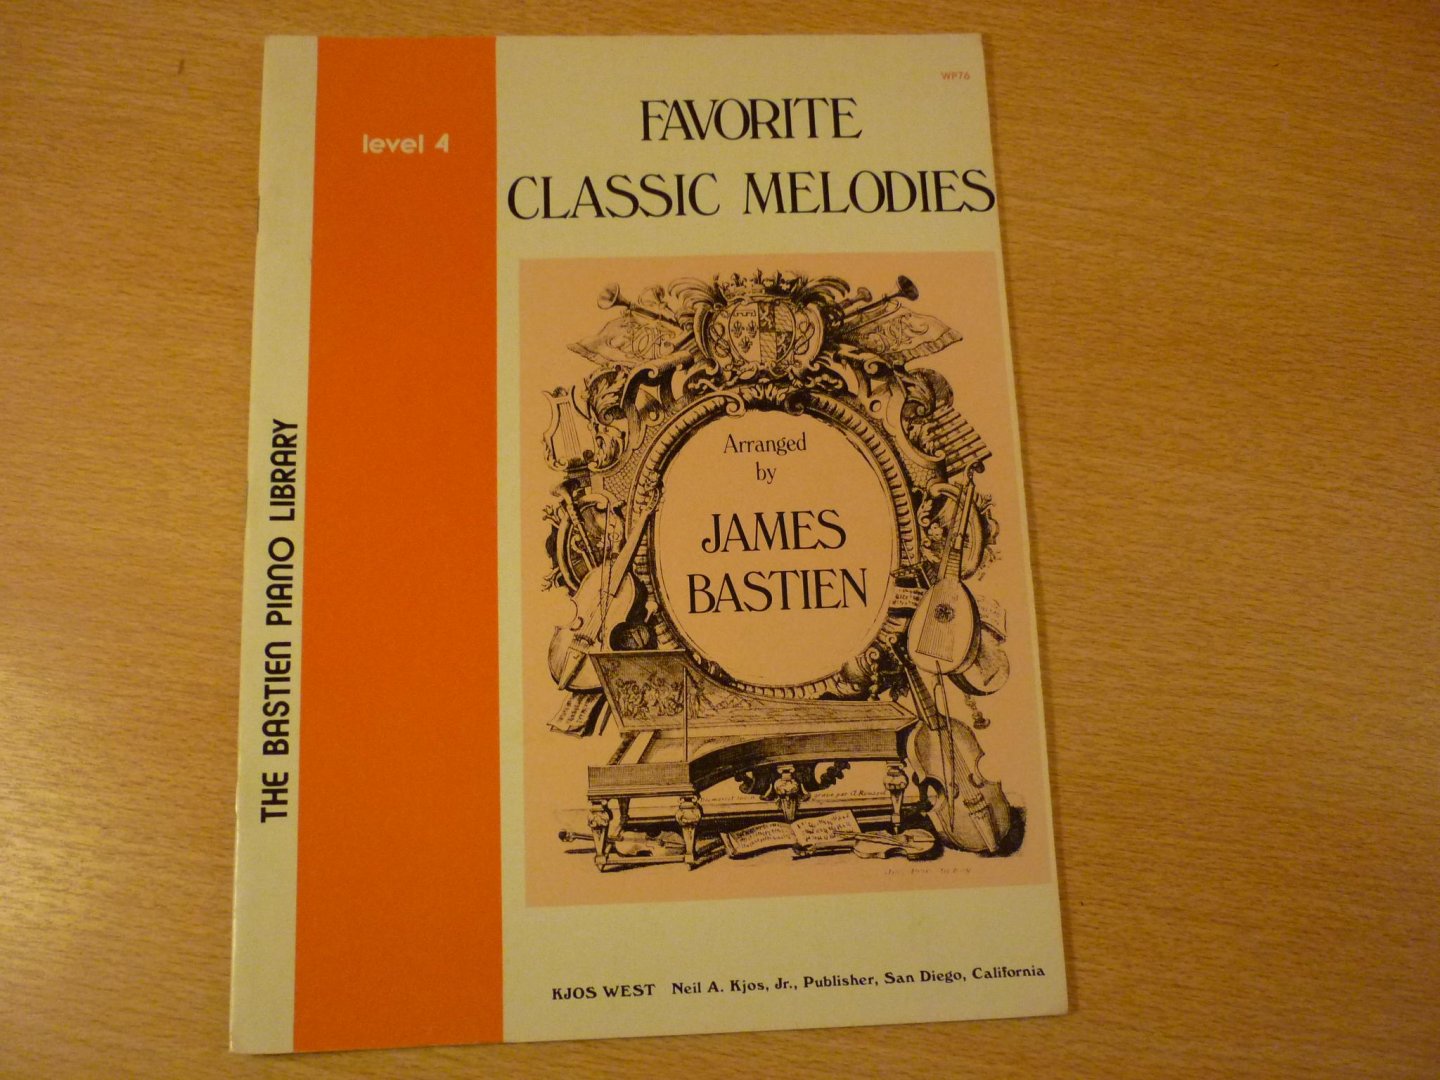 WP76
level 4
FAVORITE
CLASSIC MELODIES
Arranged
by
JAMES
BASTIEN
THE BASTIEN PIANO LIBRARY
KJOS WEST Neil A. Kjos, Jr., Publisher, San Diego, California